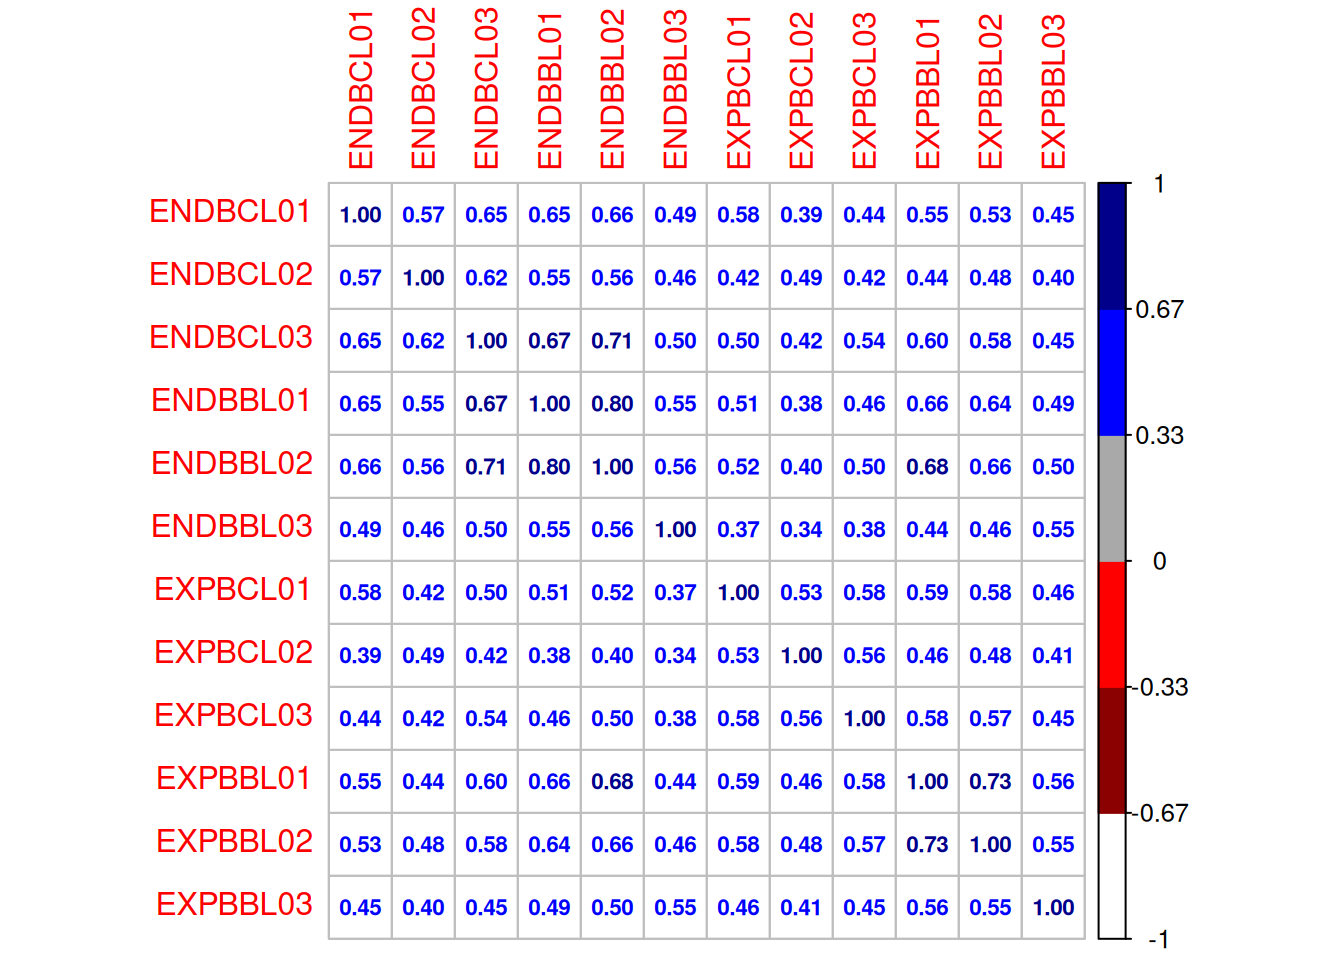 ENDBCL01 ENDBCL02 ENDBCL03 ENDBBL01 ENDBBL02 ENDBBL03 EXPBCL01 EXPBCL02 EXPBCL03 EXPBBL01 EXPBBL02 EXPBBL03
ENDBCL01 1.00 0.57 0.65 0.65 0.66 0.49 0.58 0.39 0.44 0.55 0.53 0.45
ENDBCL02 0.57 1.00 0.62 0.55 0.56 0.46 0.42 0.49 0.42 0.44 0.48 0.40
ENDBCL03 0.65 0.62 1.00 0.67 0.71 0.50 0.50 0.42 0.54 0.60 0.58 0.45
ENDBBL01 0.65 0.55 0.67 1.00 0.80 0.55 0.51 0.38 0.46 0.66 0.64 0.49
ENDBBL02 0.66 0.56 0.71 0.80 1.00 0.56 0.52 0.40 0.50 0.68 0.66 0.50
ENDBBL03 0.49 0.46 0.50 0.55 0.56 1.00 0.37 0.34 0.38 0.44 0.46 0.55
EXPBCL01 0.58 0.42 0.50 0.51 0.52 0.37 1.00 0.53 0.58 0.59 0.58 0.46
EXPBCL02 0.39 0.49 0.42 0.38 0.40 0.34 0.53 1.00 0.56 0.46 0.48 0.41
EXPBCL03 0.44 0.42 0.54 0.46 0.50 0.38 0.58 0.56 1.00 0.58 0.57 0.45
EXPBBL01 0.55 0.44 0.60 0.66 0.68 0.44 0.59 0.46 0.58 1.00 0.73 0.56
EXPBBL02 0.53 0.48 0.58 0.64 0.66 0.46 0.58 0.48 0.57 0.73 1.00 0.55
EXPBBL03 0.45 0.40 0.45 0.49 0.50 0.55 0.46 0.41 0.45 0.56 0.55 1.00
1
0.67
0.33
0
-0.33
-0.67
-1